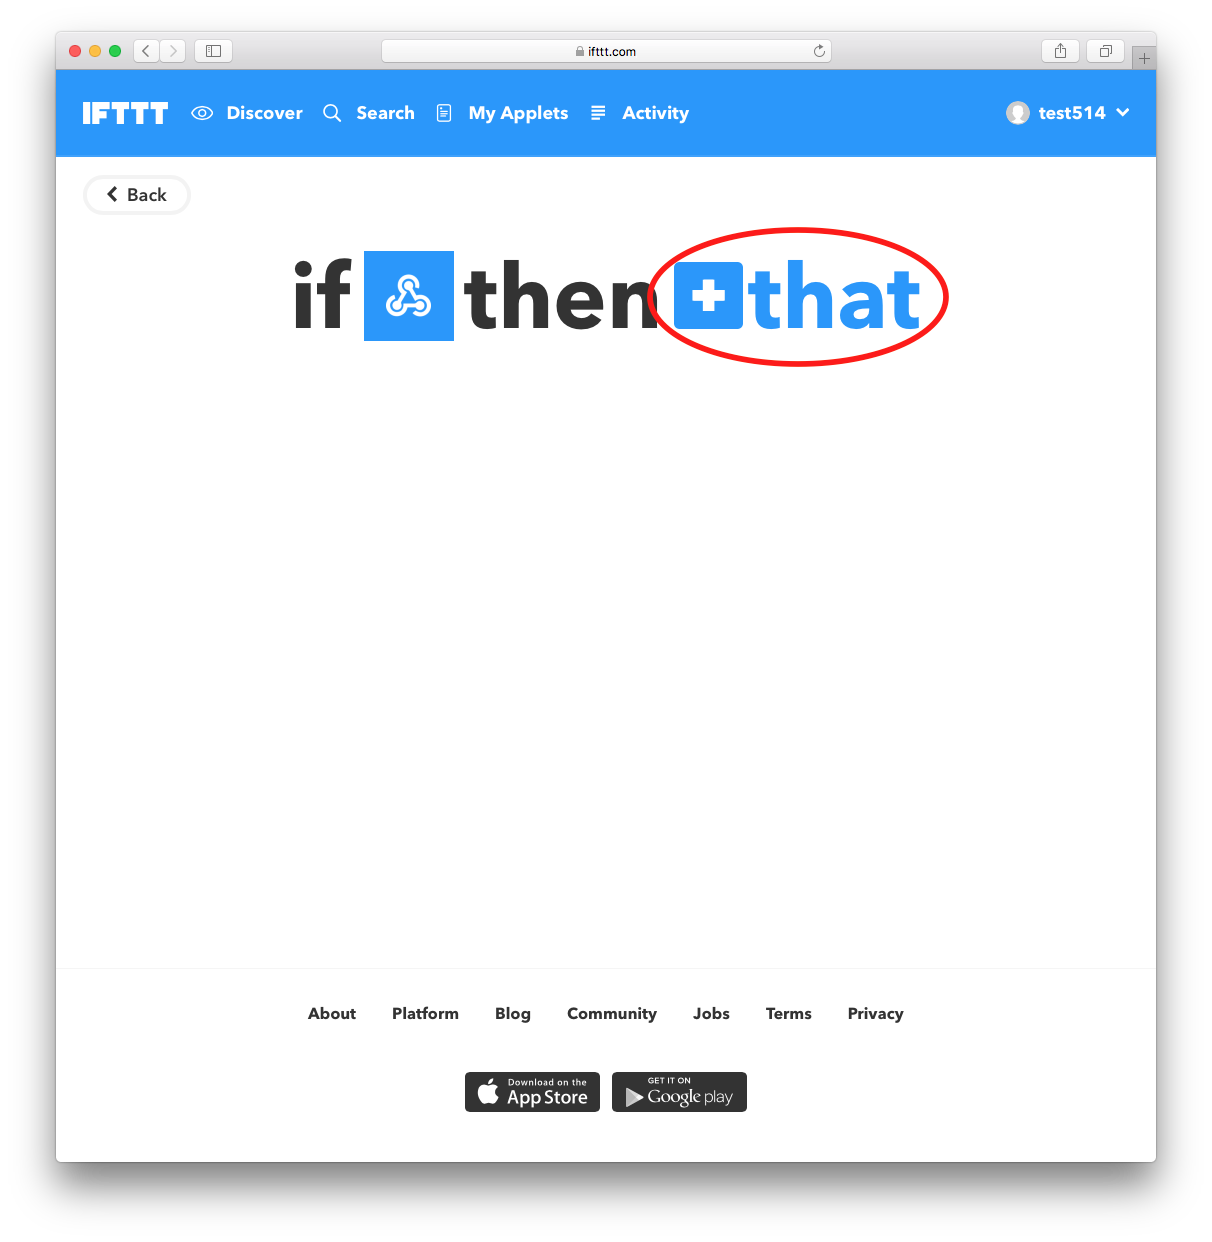 ifttt.com
IFTTT Discover Search My Applets Activity test514
Back
if then that
About Platform Blog Community Jobs Terms Privacy
Download on the
App Store
GET IT ON
Google play